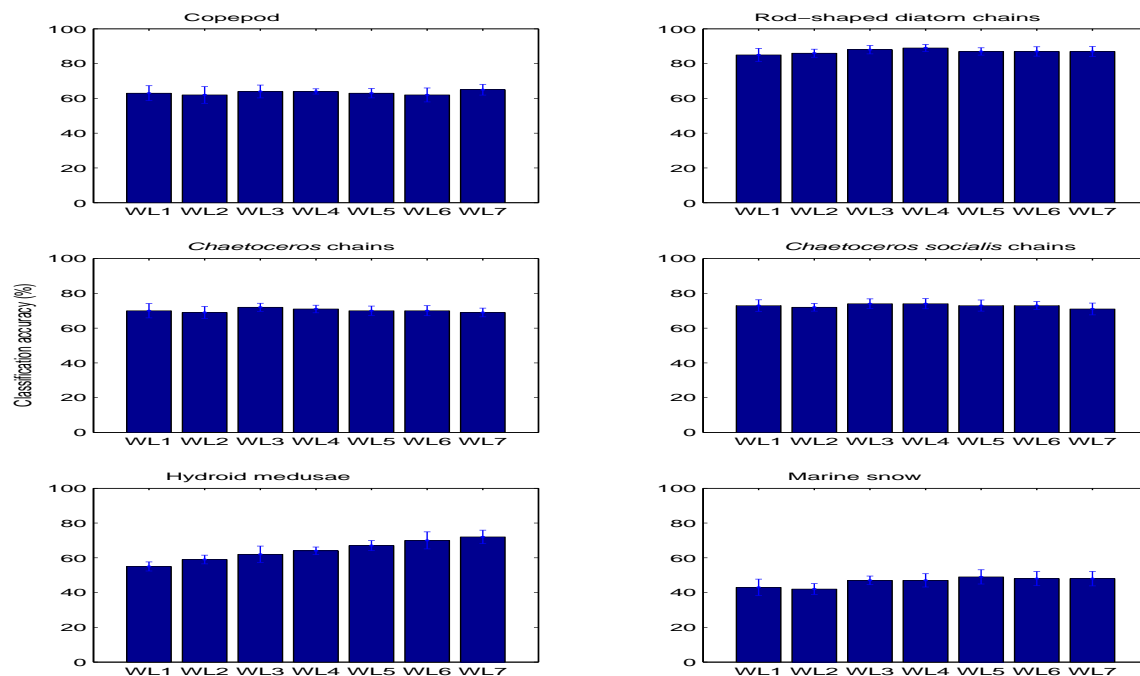 Copepod
100
80
60
40
20
0
WL1 WL2 WL3 WL4 WL5 WL6 WL7
Rod-shaped diatom chains
100
80
60
40
20
0
WL1 WL2 WL3 WL4 WL5 WL6 WL7
Classification accuracy (%)
Chaetoceros chains
100
80
60
40
20
0
WL1 WL2 WL3 WL4 WL5 WL6 WL7
Chaetoceros socialis chains
100
80
60
40
20
0
WL1 WL2 WL3 WL4 WL5 WL6 WL7
Hydroid medusae
100
80
60
40
20
0
WL1 WL2 WL3 WL4 WL5 WL6 WL7
Marine snow
100
80
60
40
20
0
WL1 WL2 WL3 WL4 WL5 WL6 WL7